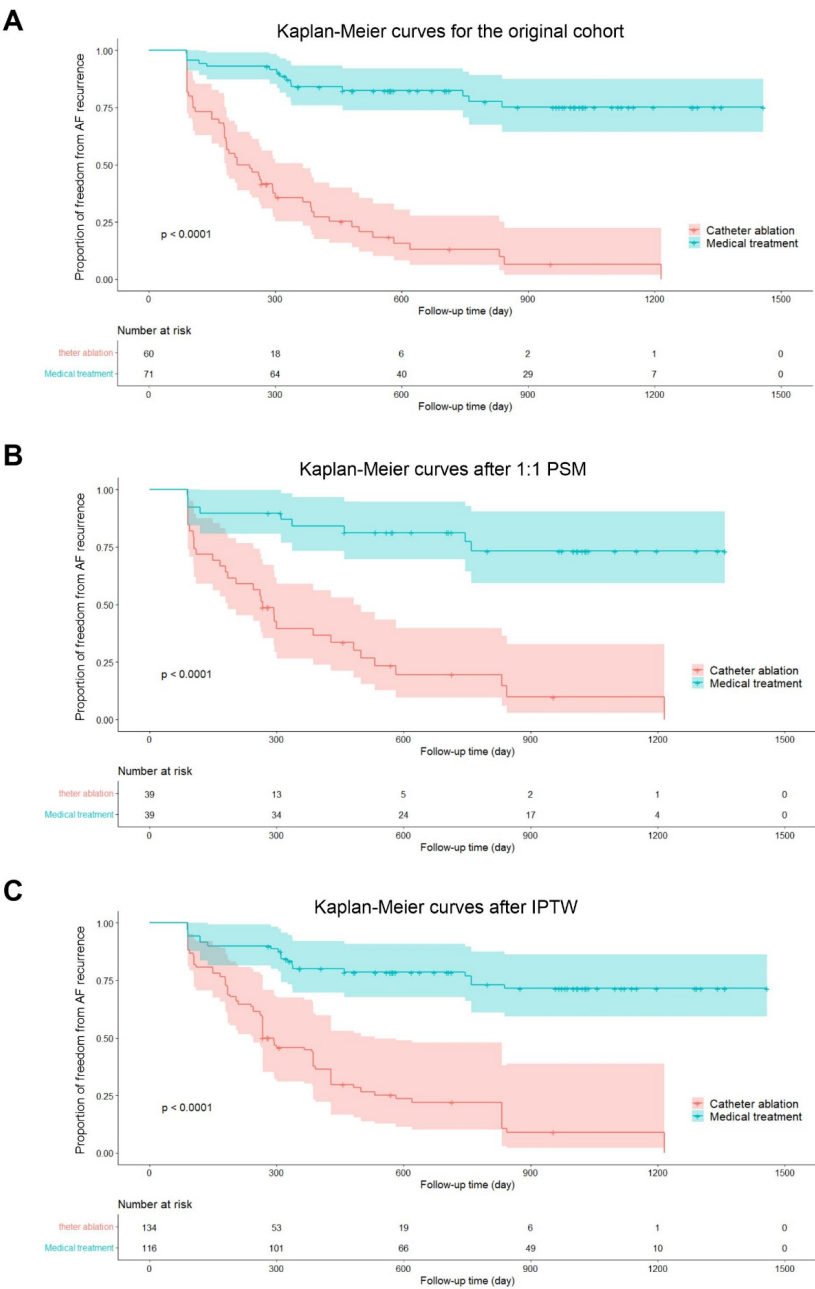 A
Kaplan-Meier curves for the original cohort
Proportion of freedom from AF recurrence
1.00
0.75
0.50
0.25
0.00
p < 0.0001
Catheter ablation
Medical treatment
0 300 600 900 1200 1500
Follow-up time (day)
Number at risk
theter ablation 60 18 6 2 1 0
Medical treatment 71 64 40 29 7 0
0 300 600 900 1200 1500
Follow-up time (day)
B
Kaplan-Meier curves after 1:1 PSM
Proportion of freedom from AF recurrence
1.00
0.75
0.50
0.25
0.00
p < 0.0001
Catheter ablation
Medical treatment
0 300 600 900 1200 1500
Follow-up time (day)
Number at risk
theter ablation 39 13 5 2 1 0
Medical treatment 39 34 24 17 4 0
0 300 600 900 1200 1500
Follow-up time (day)
C
Kaplan-Meier curves after IPTW
Proportion of freedom from AF recurrence
1.00
0.75
0.50
0.25
0.00
p < 0.0001
Catheter ablation
Medical treatment
0 300 600 900 1200 1500
Follow-up time (day)
Number at risk
theter ablation 134 53 19 6 1 0
Medical treatment 116 101 66 49 10 0
0 300 600 900 1200 1500
Follow-up time (day)